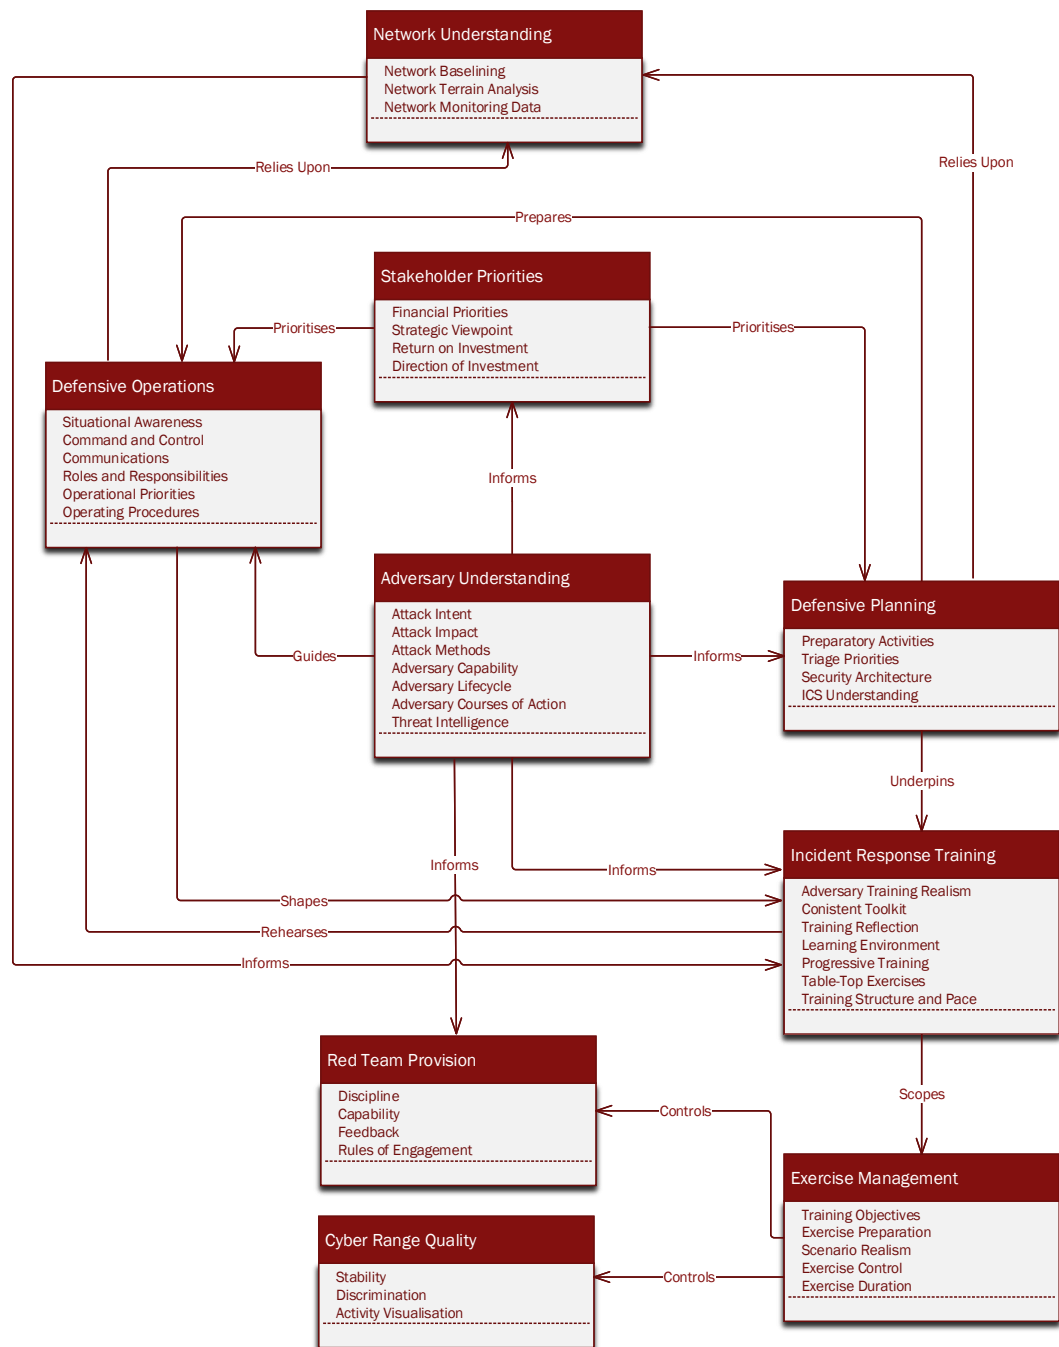 Network Understanding
Network Baselining
Network Terrain Analysis
Network Monitoring Data
Relies Upon
Relies Upon
Prepares
Stakeholder Priorities
Financial Priorities
Strategic Viewpoint
Return on Investment
Direction of Investment
Prioritises
Prioritises
Defensive Operations
Situational Awareness
Command and Control
Communications
Roles and Responsibilities
Operational Priorities
Operating Procedures
Informs
Adversary Understanding
Attack Intent
Attack Impact
Attack Methods
Adversary Capability
Adversary Lifecycle
Adversary Courses of Action
Threat Intelligence
Guides
Informs
Defensive Planning
Preparatory Activities
Triage Priorities
Security Architecture
ICS Understanding
Underpins
Informs
Informs
Incident Response Training
Adversary Training Realism
Conistent Toolkit
Training Reflection
Learning Environment
Progressive Training
Table-Top Exercises
Training Structure and Pace
Shapes
Rehearses
Informs
Red Team Provision
Discipline
Capability
Feedback
Rules of Engagement
Scopes
Controls
Exercise Management
Training Objectives
Exercise Preparation
Scenario Realism
Exercise Control
Exercise Duration
Cyber Range Quality
Stability
Discrimination
Activity Visualisation
Controls